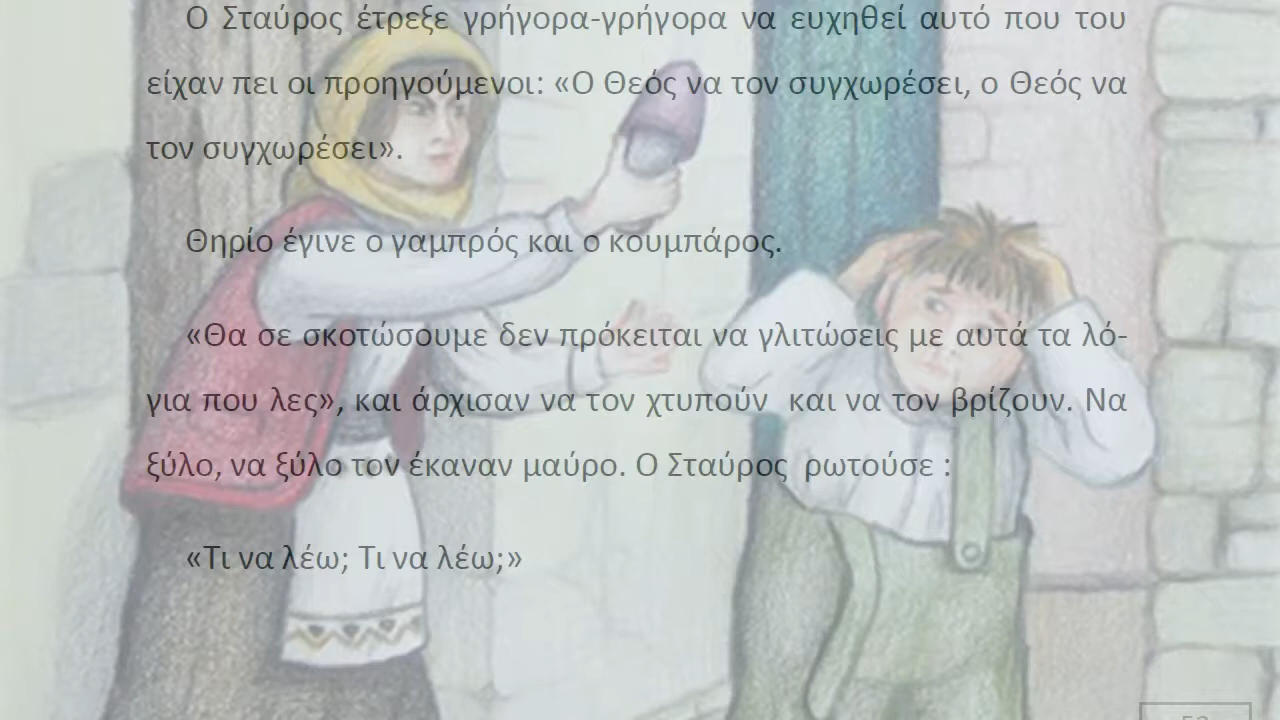 Ο Σταύρος έτρεξε γρήγορα-γρήγορα να ευχηθεί αυτό που του
είχαν πει οι προηγούμενοι: «Ο Θεός να τον συγχωρέσει, ο Θεός να
τον συγχωρέσει».
Θηρίο έγινε ο γαμπρός και ο κουμπάρος.
«Θα σε σκοτώσουμε δεν πρόκειται να γλιτώσεις με αυτά τα λό-
για που λες», και άρχισαν να τον χτυπούν και να τον βρίζουν. Να
ξύλο, να ξύλο τον έκαναν μαύρο. Ο Σταύρος ρωτούσε :
«Τι να λέω; Τι να λέω;»